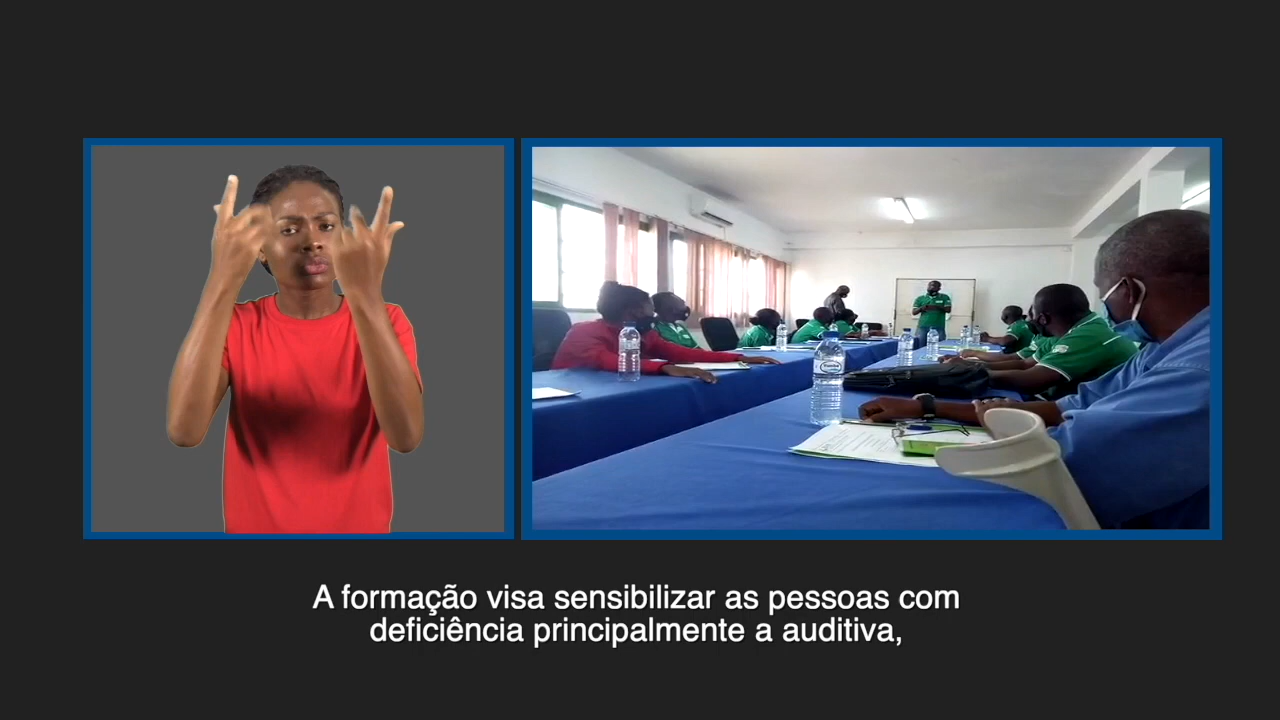 A formação visa sensibilizar as pessoas com
deficiência principalmente a auditiva,